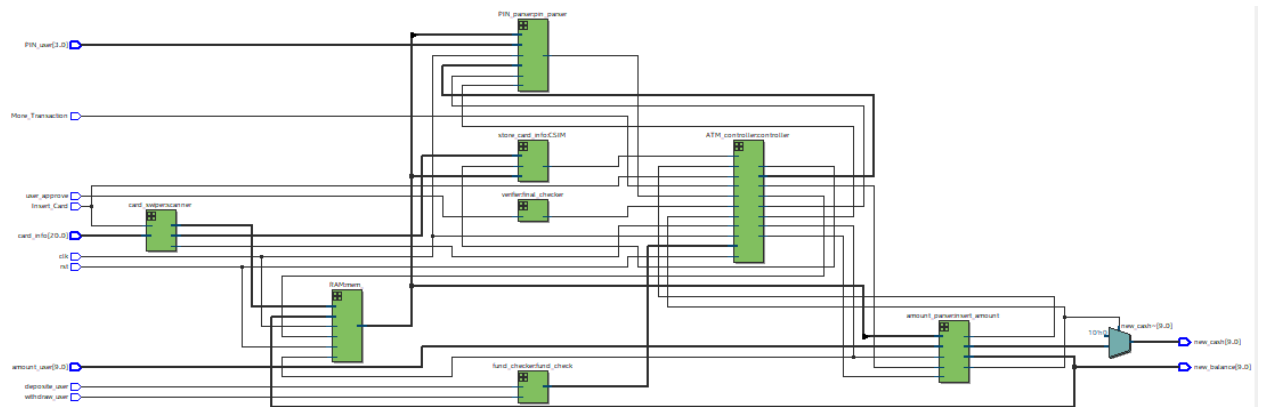 PIN_parser:pin_parser
PIN_user[3..0]
More_Transaction
store_card_info:CSIM
ATM_controller:controller
user_approve
verifier:final_checker
Insert_Card
card_swiper:scanner
card_info[20..0]
clk
rst
RAM:mem
amount_parser:insert_amount
new_cash~[9..0]
10'h0
new_cash[9..0]
amount_user[9..0]
fund_checker:fund_check
new_balance[9..0]
deposite_user
withdraw_user